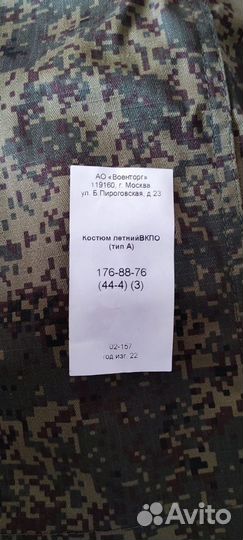 АО «Военторг»
119160, г. Москва
ул. Б.Пироговская, д.23
Костюм летнийВКПО
(тип А)
176-88-76
(44-4) (3)
02-157
год изг. 22
Avito